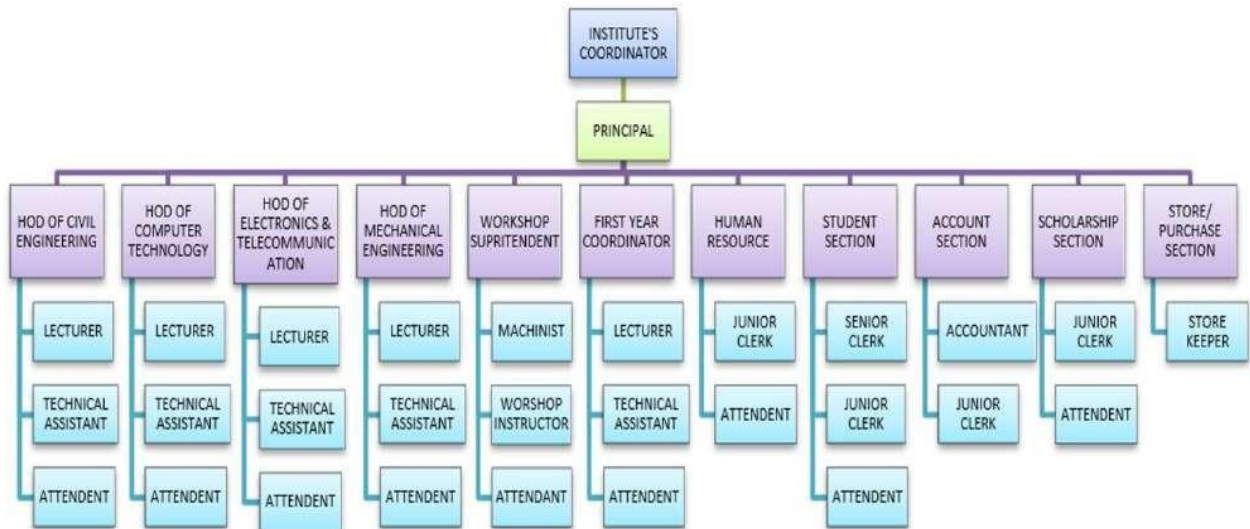 INSTITUTE'S
COORDINATOR
PRINCIPAL
HOD OF CIVIL
ENGINEERING
HOD OF
COMPUTER
TECHNOLOGY
HOD OF
ELECTRONICS &
TELECOMMUNIC
ATION
HOD OF
MECHANICAL
ENGINEERING
WORKSHOP
SUPRITENDENT
FIRST YEAR
COORDINATOR
HUMAN
RESOURCE
STUDENT
SECTION
ACCOUNT
SECTION
SCHOLARSHIP
SECTION
STORE/
PURCHASE
SECTION
LECTURER
LECTURER
LECTURER
LECTURER
MACHINIST
LECTURER
JUNIOR
CLERK
SENIOR
CLERK
ACCOUNTANT
JUNIOR
CLERK
STORE
KEEPER
TECHNICAL
ASSISTANT
TECHNICAL
ASSISTANT
TECHNICAL
ASSISTANT
TECHNICAL
ASSISTANT
WORSHOP
INSTRUCTOR
TECHNICAL
ASSISTANT
ATTENDENT
JUNIOR
CLERK
JUNIOR
CLERK
ATTENDENT
ATTENDENT
ATTENDENT
ATTENDENT
ATTENDENT
ATTENDANT
ATTENDENT
ATTENDENT